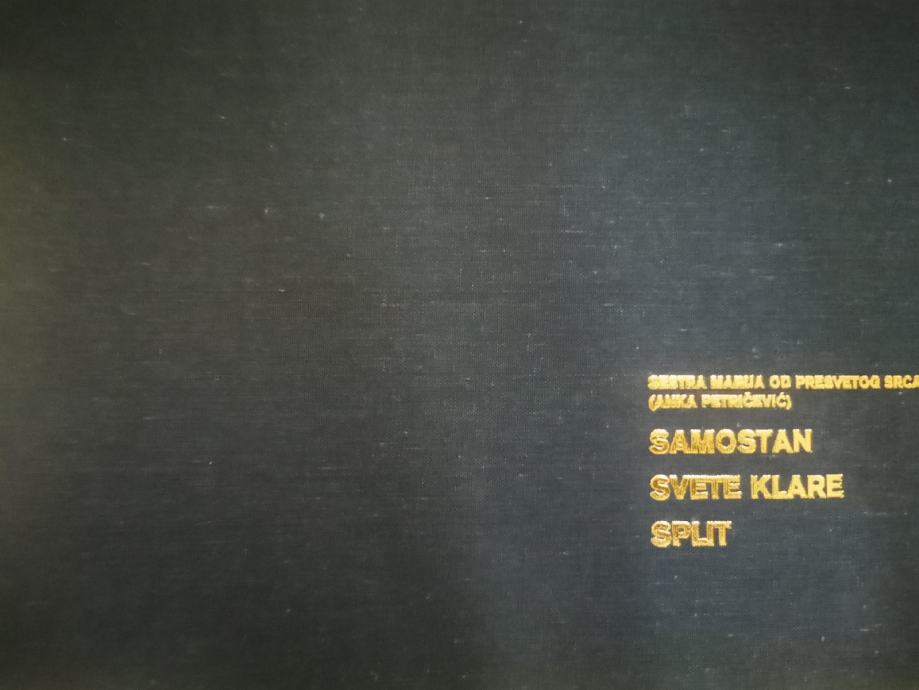 SESTRA MARIJA OD PRESVETOG SRCA
(ANKA PETRIČEVIĆ)
SAMOSTAN
SVETE KLARE
SPLIT